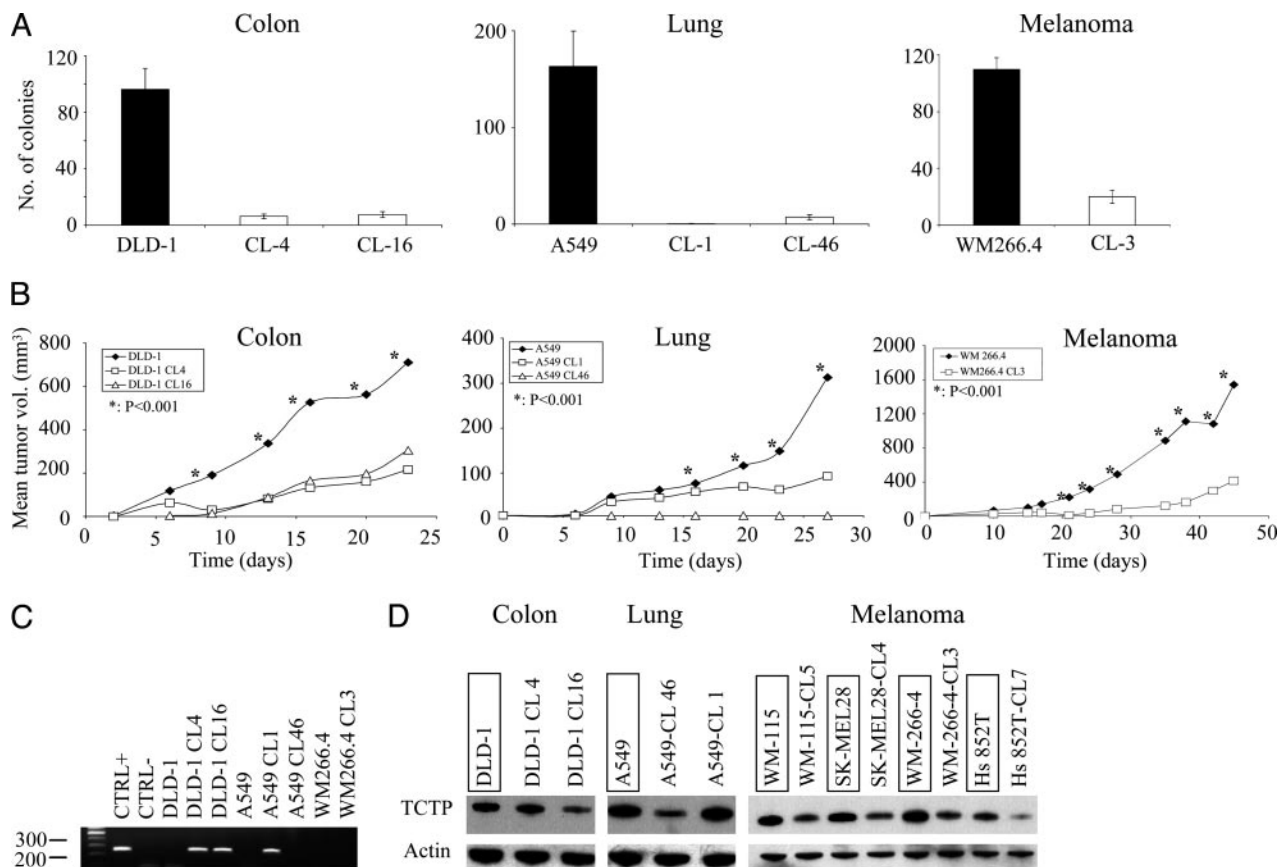 A
Colon
Lung
Melanoma
No. of colonies
120
80
40
0
DLD-1
CL-4
CL-16
200
100
0
A549
CL-1
CL-46
120
80
40
0
WM266.4
CL-3
B
Colon
Lung
Melanoma
Mean tumor vol. (mm³)
800
600
400
200
0
DLD-1
DLD-1 CL4
DLD-1 CL16
*: P<0.001
* * * * *
0 5 10 15 20 25
Time (days)
400
300
200
100
0
A549
A549 CL1
A549 CL46
*: P<0.001
* * * *
0 5 10 15 20 25 30
Time (days)
2000
1600
1200
800
400
0
WM 266.4
WM266.4 CL3
*: P<0.001
* * * * * * *
0 10 20 30 40 50
Time (days)
C
CTRL+
CTRL-
DLD-1
DLD-1 CL4
DLD-1 CL16
A549
A549 CL1
A549 CL46
WM266.4
WM266.4 CL3
300
200
D
Colon
Lung
Melanoma
DLD-1
DLD-1 CL 4
DLD-1 CL16
A549
A549-CL 46
A549-CL 1
WM-115
WM-115-CL5
SK-MEL28
SK-MEL28-CL4
WM-266-4
WM-266-4-CL3
Hs 852T
Hs 852T-CL7
TCTP
Actin